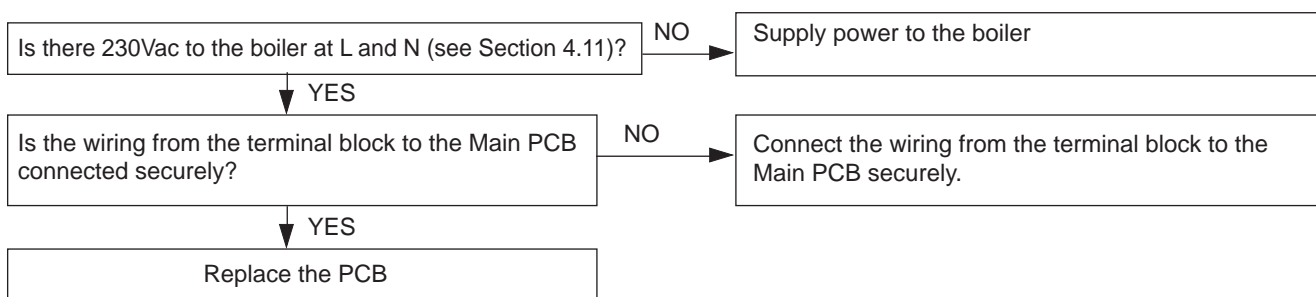 Is there 230Vac to the boiler at L and N (see Section 4.11)?
NO
Supply power to the boiler
YES
Is the wiring from the terminal block to the Main PCB
connected securely?
NO
Connect the wiring from the terminal block to the
Main PCB securely.
YES
Replace the PCB